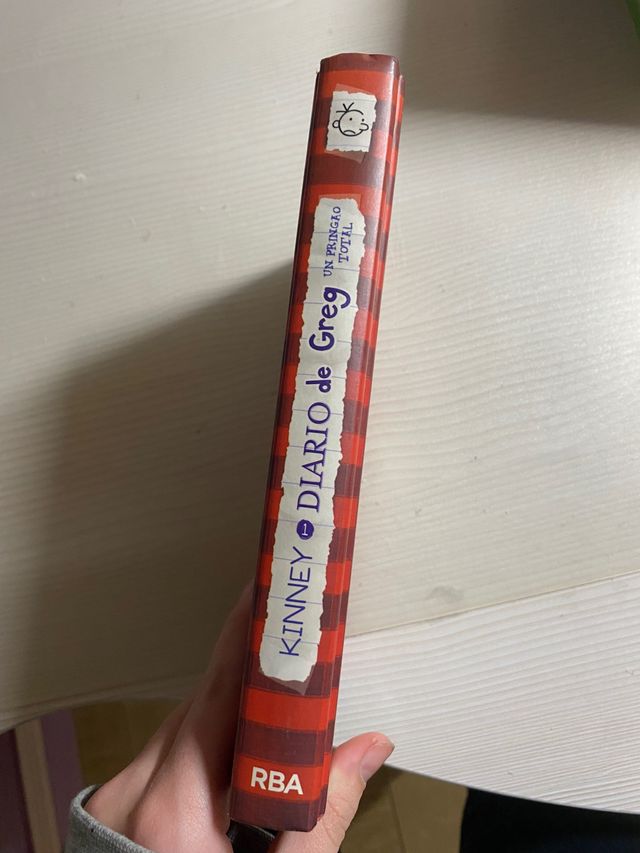 KINNEY 1 DIARIO de Greg
UN PRINGAO
TOTAL
RBA